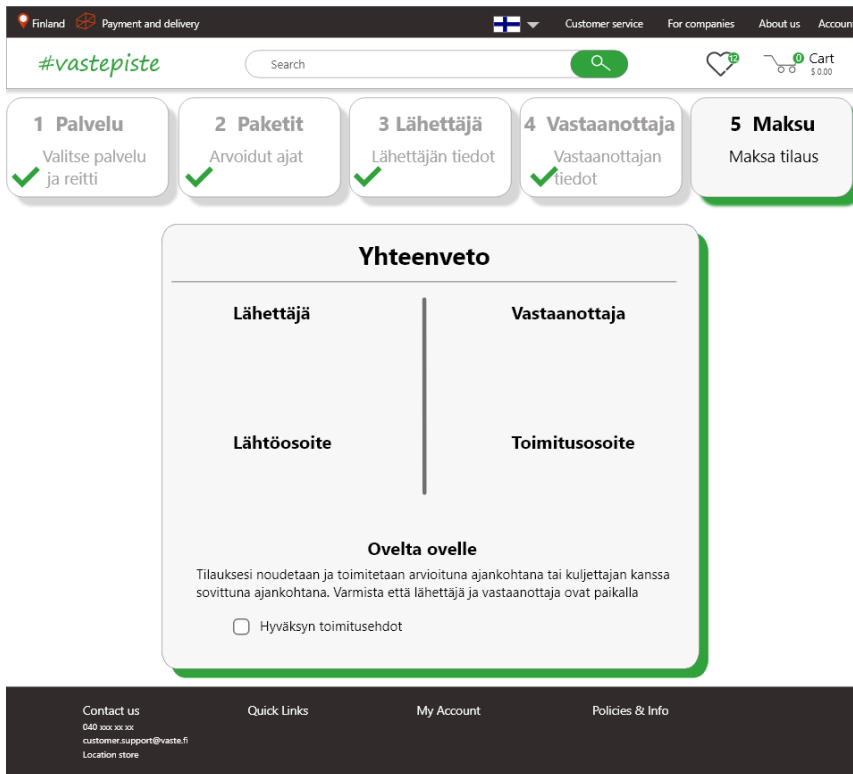 Finland Payment and delivery Customer service For companies About us Account
#vastepiste Search 12 0 Cart
$ 0.00
1 Palvelu
Valitse palvelu
ja reitti
2 Paketit
Arvoidut ajat
3 Lähettäjä
Lähettäjän tiedot
4 Vastaanottaja
Vastaanottajan
tiedot
5 Maksu
Maksa tilaus
Yhteenveto
Lähettäjä Vastaanottaja
Lähtöosoite Toimitusosoite
Ovelta ovelle
Tilauksesi noudetaan ja toimitetaan arvioituna ajankohtana tai kuljettajan kanssa
sovittuna ajankohtana. Varmista että lähettäjä ja vastaanottaja ovat paikalla
Hyväksyn toimitusehdot
Contact us Quick Links My Account Policies & Info
040 xxx xx xx
customer.support@vaste.fi
Location store